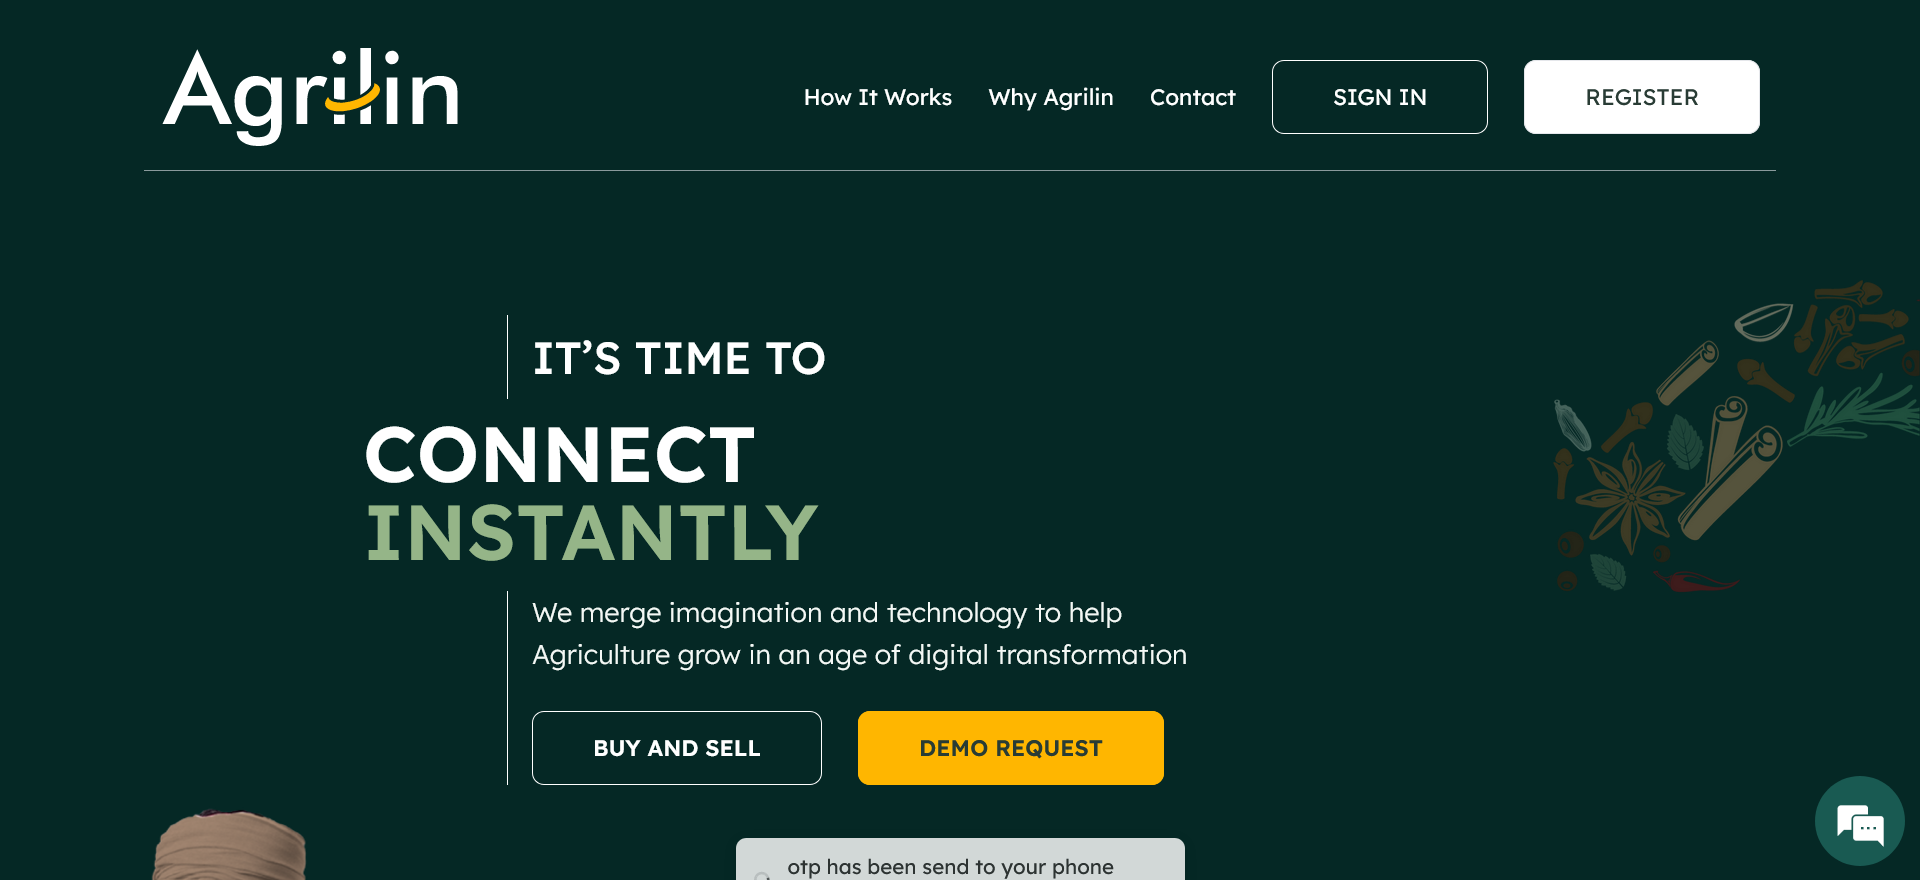 Agrilin
How It Works
Why Agrilin
Contact
SIGN IN
REGISTER
IT’S TIME TO
CONNECT
INSTANTLY
We merge imagination and technology to help
Agriculture grow in an age of digital transformation
BUY AND SELL
DEMO REQUEST
otp has been send to your phone